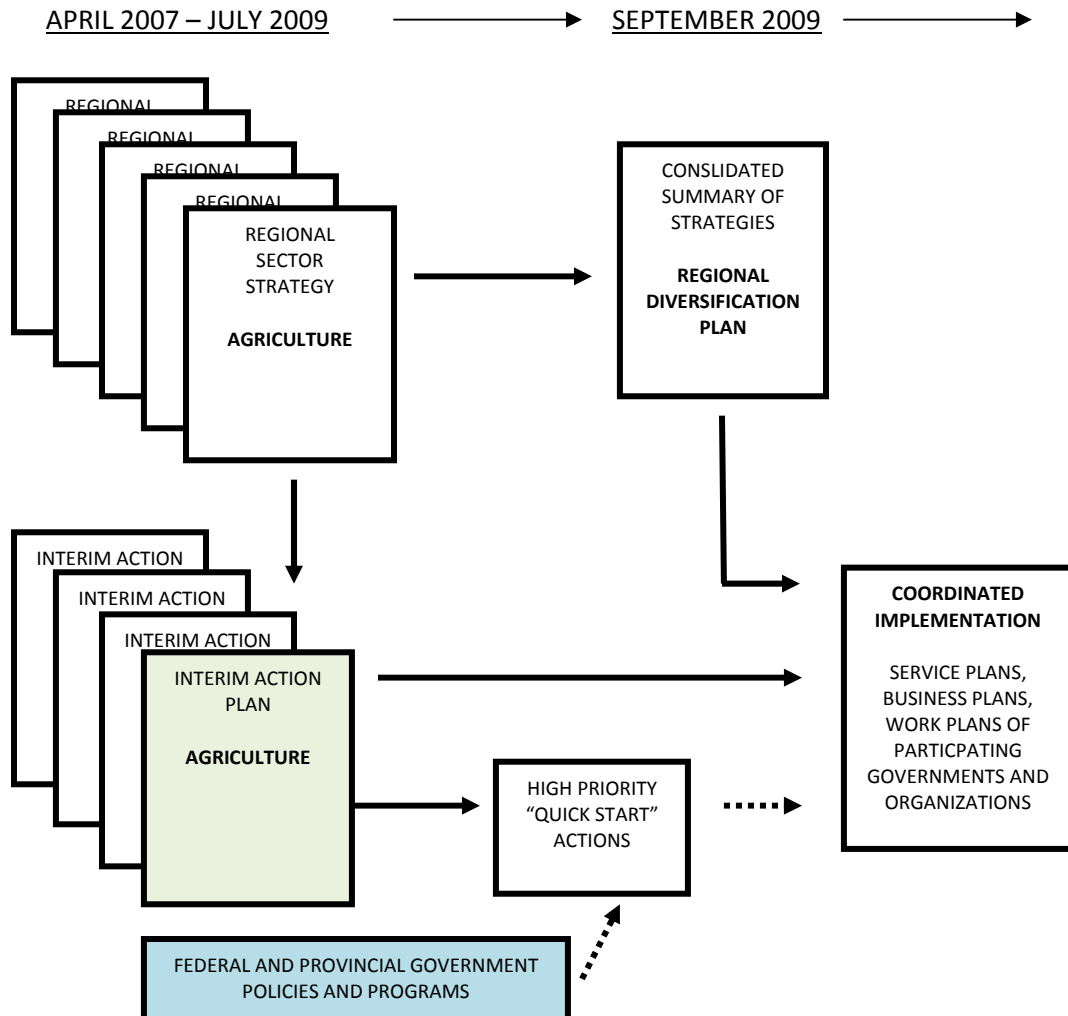 APRIL 2007 – JULY 2009
SEPTEMBER 2009
REGIONAL
REGIONAL
REGIONAL
REGIONAL
REGIONAL
SECTOR
STRATEGY
AGRICULTURE
CONSLIDATED
SUMMARY OF
STRATEGIES
REGIONAL
DIVERSIFICATION
PLAN
INTERIM ACTION
INTERIM ACTION
INTERIM ACTION
INTERIM ACTION
PLAN
AGRICULTURE
HIGH PRIORITY
“QUICK START”
ACTIONS
COORDINATED
IMPLEMENTATION
SERVICE PLANS,
BUSINESS PLANS,
WORK PLANS OF
PARTICPATING
GOVERNMENTS AND
ORGANIZATIONS
FEDERAL AND PROVINCIAL GOVERNMENT
POLICIES AND PROGRAMS